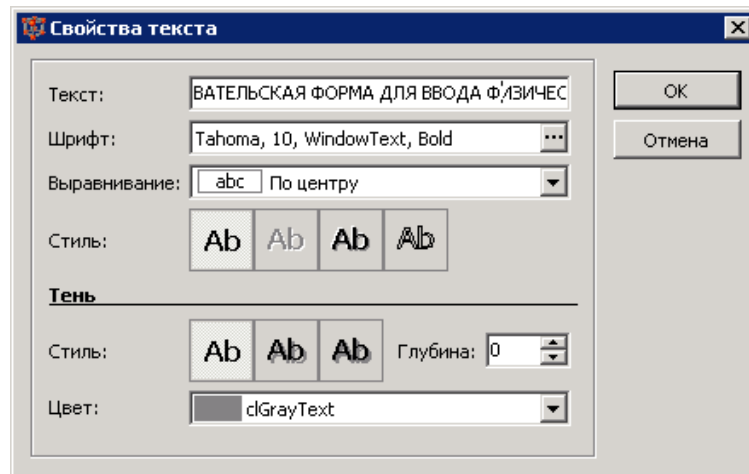 Свойства текста
Текст: ВАТЕЛЬСКАЯ ФОРМА ДЛЯ ВВОДА ФИЗИЧЕС OK
Шрифт: Tahoma, 10, WindowText, Bold ... Отмена
Выравнивание: abc По центру
Стиль: Ab Ab Ab Ab
Тень
Стиль: Ab Ab Ab Глубина: 0
Цвет: clGrayText